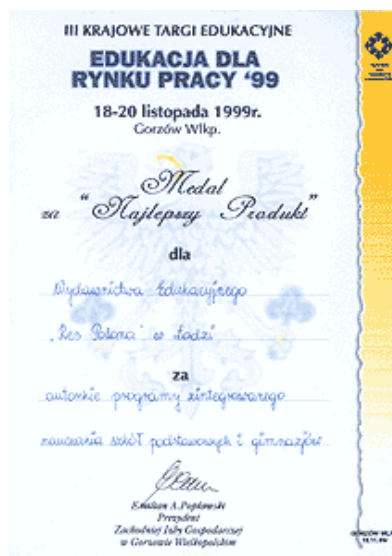 III KRAJOWE TARGI EDUKACYJNE
EDUKACJA DLA
RYNKU PRACY '99
18-20 listopada 1999r.
Gorzów Wlkp.
Medal
za "Najlepszy Produkt"
dla
Wydawnictwa Edukacyjnego
"Res Polona" w Łodzi
za
autorskie programy zintegrowanego
nauczania szkół podstawowych i gimnazjów
A. Popławski
Prezydent
Zachodniej Izby Gospodarczej
w Gorzowie Wielkopolskim